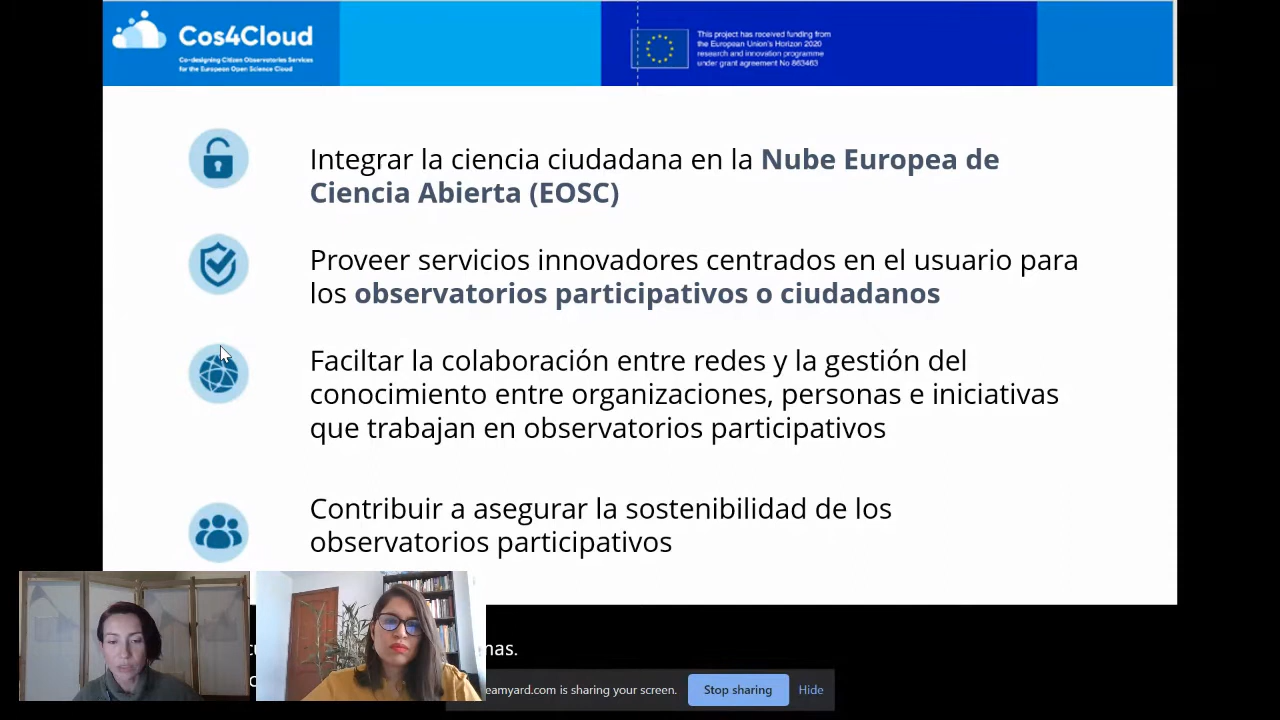 Cos4Cloud
Co-designing Citizen Observatories Services
for the European Open Science Cloud
This project has received funding from
the European Union's Horizon 2020
research and innovation programme
under grant agreement No 863463
Integrar la ciencia ciudadana en la Nube Europea de
Ciencia Abierta (EOSC)
Proveer servicios innovadores centrados en el usuario para
los observatorios participativos o ciudadanos
Faciltar la colaboración entre redes y la gestión del
conocimiento entre organizaciones, personas e iniciativas
que trabajan en observatorios participativos
Contribuir a asegurar la sostenibilidad de los
observatorios participativos
eamyard.com is sharing your screen.
Stop sharing
Hide